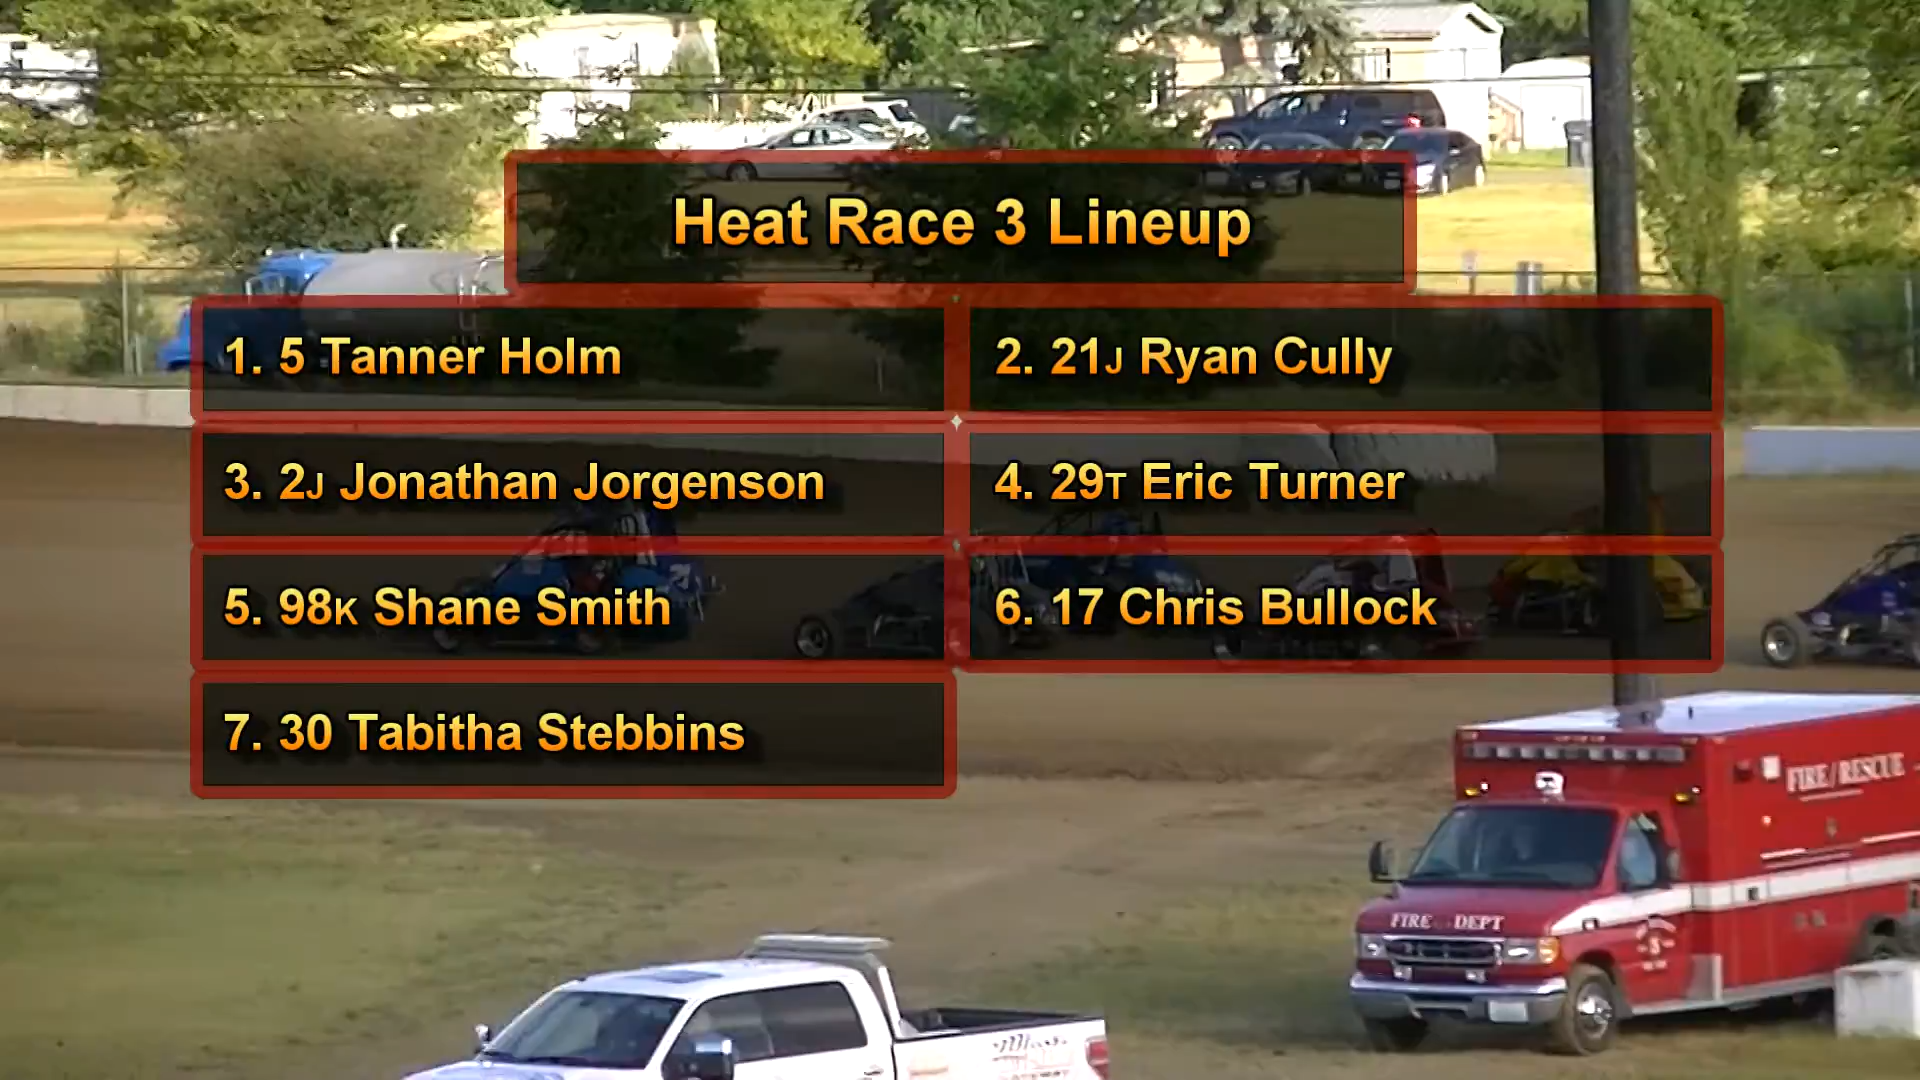 Heat Race 3 Lineup
1. 5 Tanner Holm
2. 21J Ryan Cully
3. 2J Jonathan Jorgenson
4. 29T Eric Turner
5. 98K Shane Smith
6. 17 Chris Bullock
7. 30 Tabitha Stebbins
FIRE/RESCUE
FIRE DEPT